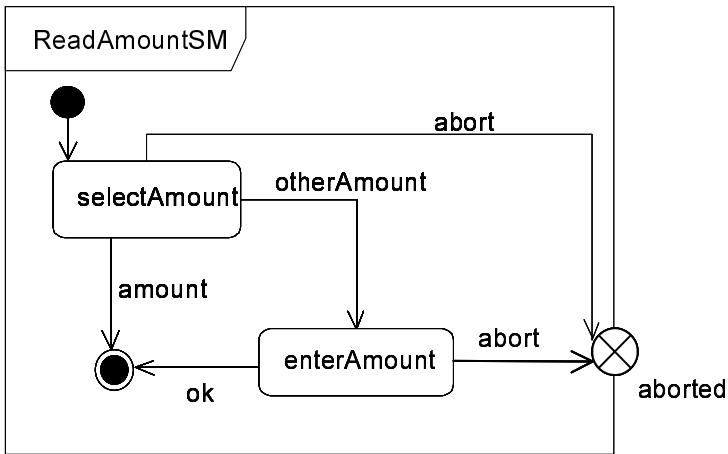 ReadAmountSM
abort
otherAmount
selectAmount
amount
abort
enterAmount
ok
aborted